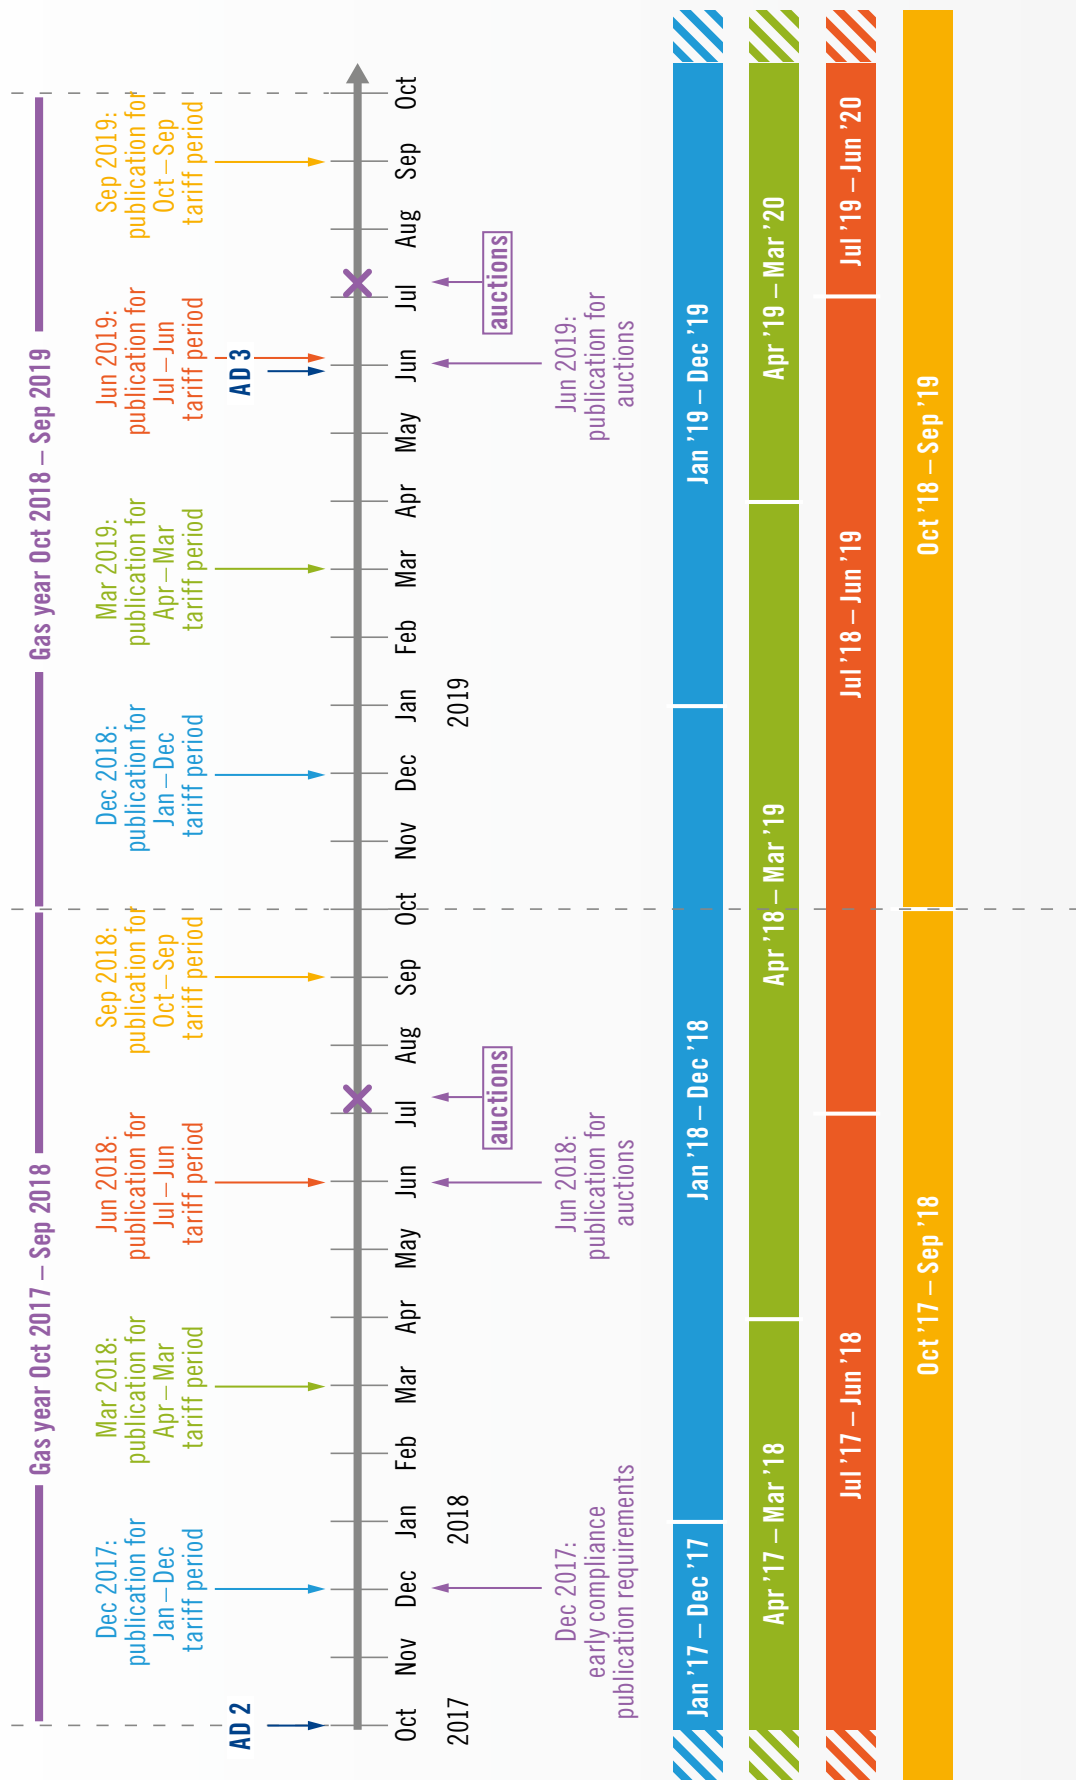 Gas year Oct 2017 – Sep 2018
Gas year Oct 2018 – Sep 2019
Dec 2017:
publication for
Jan – Dec
tariff period
Mar 2018:
publication for
Apr – Mar
tariff period
Jun 2018:
publication for
Jul – Jun
tariff period
Sep 2018:
publication for
Oct – Sep
tariff period
Dec 2018:
publication for
Jan – Dec
tariff period
Mar 2019:
publication for
Apr – Mar
tariff period
Jun 2019:
publication for
Jul – Jun
tariff period
Sep 2019:
publication for
Oct – Sep
tariff period
AD 2
AD 3
Oct Nov Dec Jan Feb Mar Apr May Jun Jul Aug Sep Oct Nov Dec Jan Feb Mar Apr May Jun Jul Aug Sep Oct
2017 2018 2019
auctions
auctions
Dec 2017:
early compliance
publication requirements
Jun 2018:
publication for
auctions
Jun 2019:
publication for
auctions
Jan ’17 – Dec ’17
Jan ’18 – Dec ’18
Jan ’19 – Dec ’19
Apr ’17 – Mar ’18
Apr ’18 – Mar ’19
Apr ’19 – Mar ’20
Jul ’17 – Jun ’18
Jul ’18 – Jun ’19
Jul ’19 – Jun ’20
Oct ’17 – Sep ’18
Oct ’18 – Sep ’19